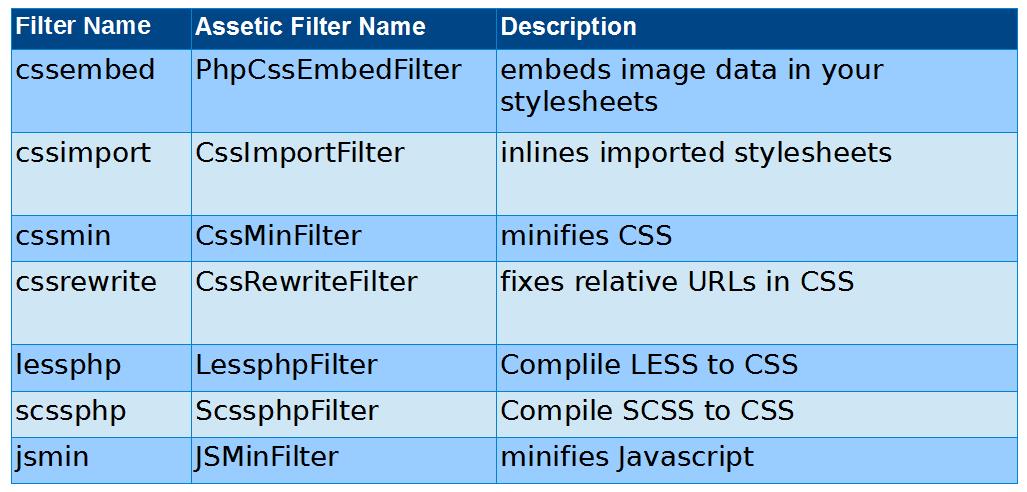 Filter Name Assetic Filter Name Description
cssembed PhpCssEmbedFilter embeds image data in your
stylesheets
cssimport CssImportFilter inlines imported stylesheets
cssmin CssMinFilter minifies CSS
cssrewrite CssRewriteFilter fixes relative URLs in CSS
lessphp LessphpFilter Complile LESS to CSS
scssphp ScssphpFilter Compile SCSS to CSS
jsmin JSMinFilter minifies Javascript